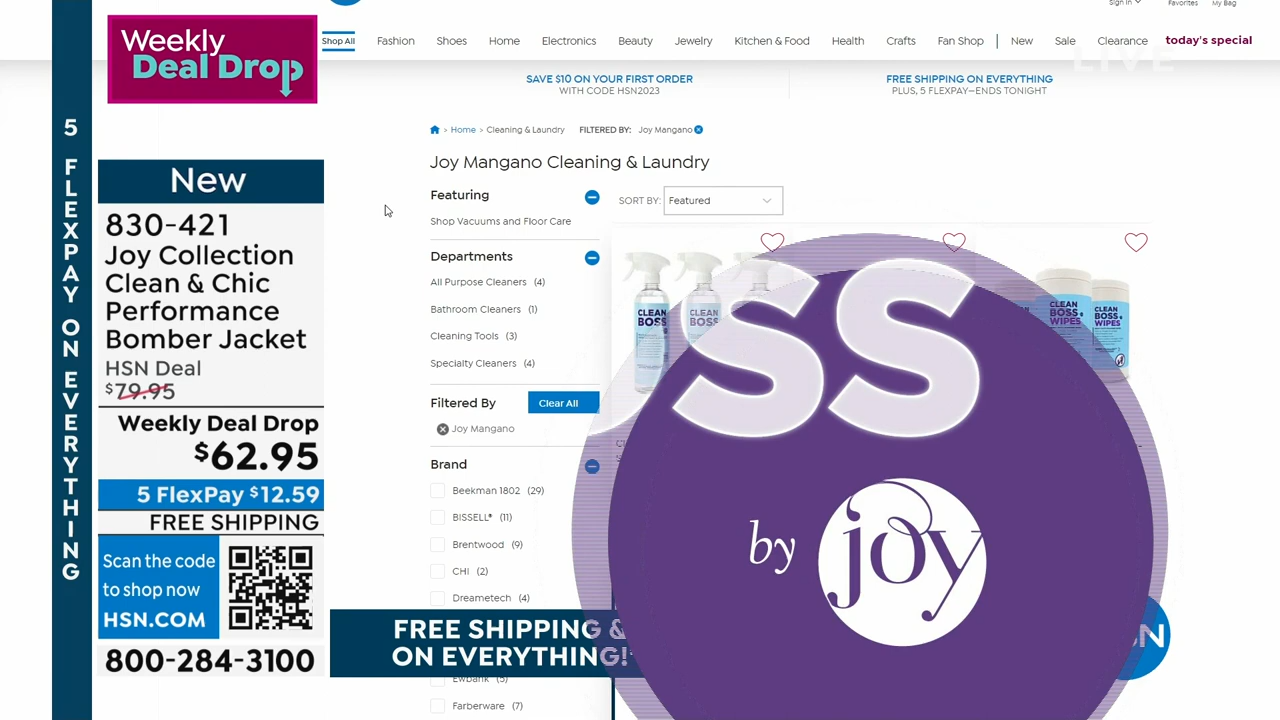 Sign In
Favorites
My Bag
Weekly
Deal Drop
Shop All
Fashion
Shoes
Home
Electronics
Beauty
Jewelry
Kitchen & Food
Health
Crafts
Fan Shop
New
Sale
Clearance
today's special
LIVE
SAVE $10 ON YOUR FIRST ORDER
WITH CODE HSN2023
FREE SHIPPING ON EVERYTHING
PLUS, 5 FLEXPAY—ENDS TONIGHT
5 FLEXPAY ON EVERYTHING
Home > Cleaning & Laundry
FILTERED BY: Joy Mangano
Joy Mangano Cleaning & Laundry
New
830-421
Joy Collection
Clean & Chic
Performance
Bomber Jacket
HSN Deal
$79.95
Weekly Deal Drop
$62.95
5 FlexPay $12.59
FREE SHIPPING
Scan the code
to shop now
HSN.COM
800-284-3100
Featuring
Shop Vacuums and Floor Care
Departments
All Purpose Cleaners (4)
Bathroom Cleaners (1)
Cleaning Tools (3)
Specialty Cleaners (4)
Filtered By
Clear All
Joy Mangano
Brand
Beekman 1802 (29)
BISSELL® (11)
Brentwood (9)
CHI (2)
Dreametech (4)
Ewbank (5)
Farberware (7)
SORT BY:
Featured
CLEAN
BOSS
CLEAN
BOSS
CLEAN
BOSS
WIPES
CLEAN
BOSS
WIPES
SS
by joy
FREE SHIPPING &
ON EVERYTHING!
N